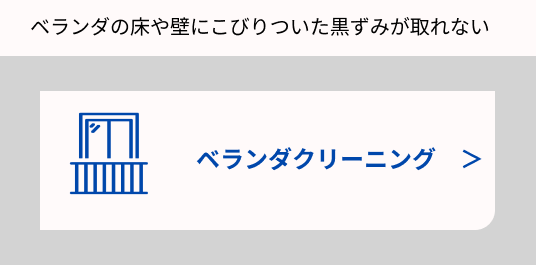 ベランダの床や壁にこびりついた黒ずみが取れない
ベランダクリーニング ＞